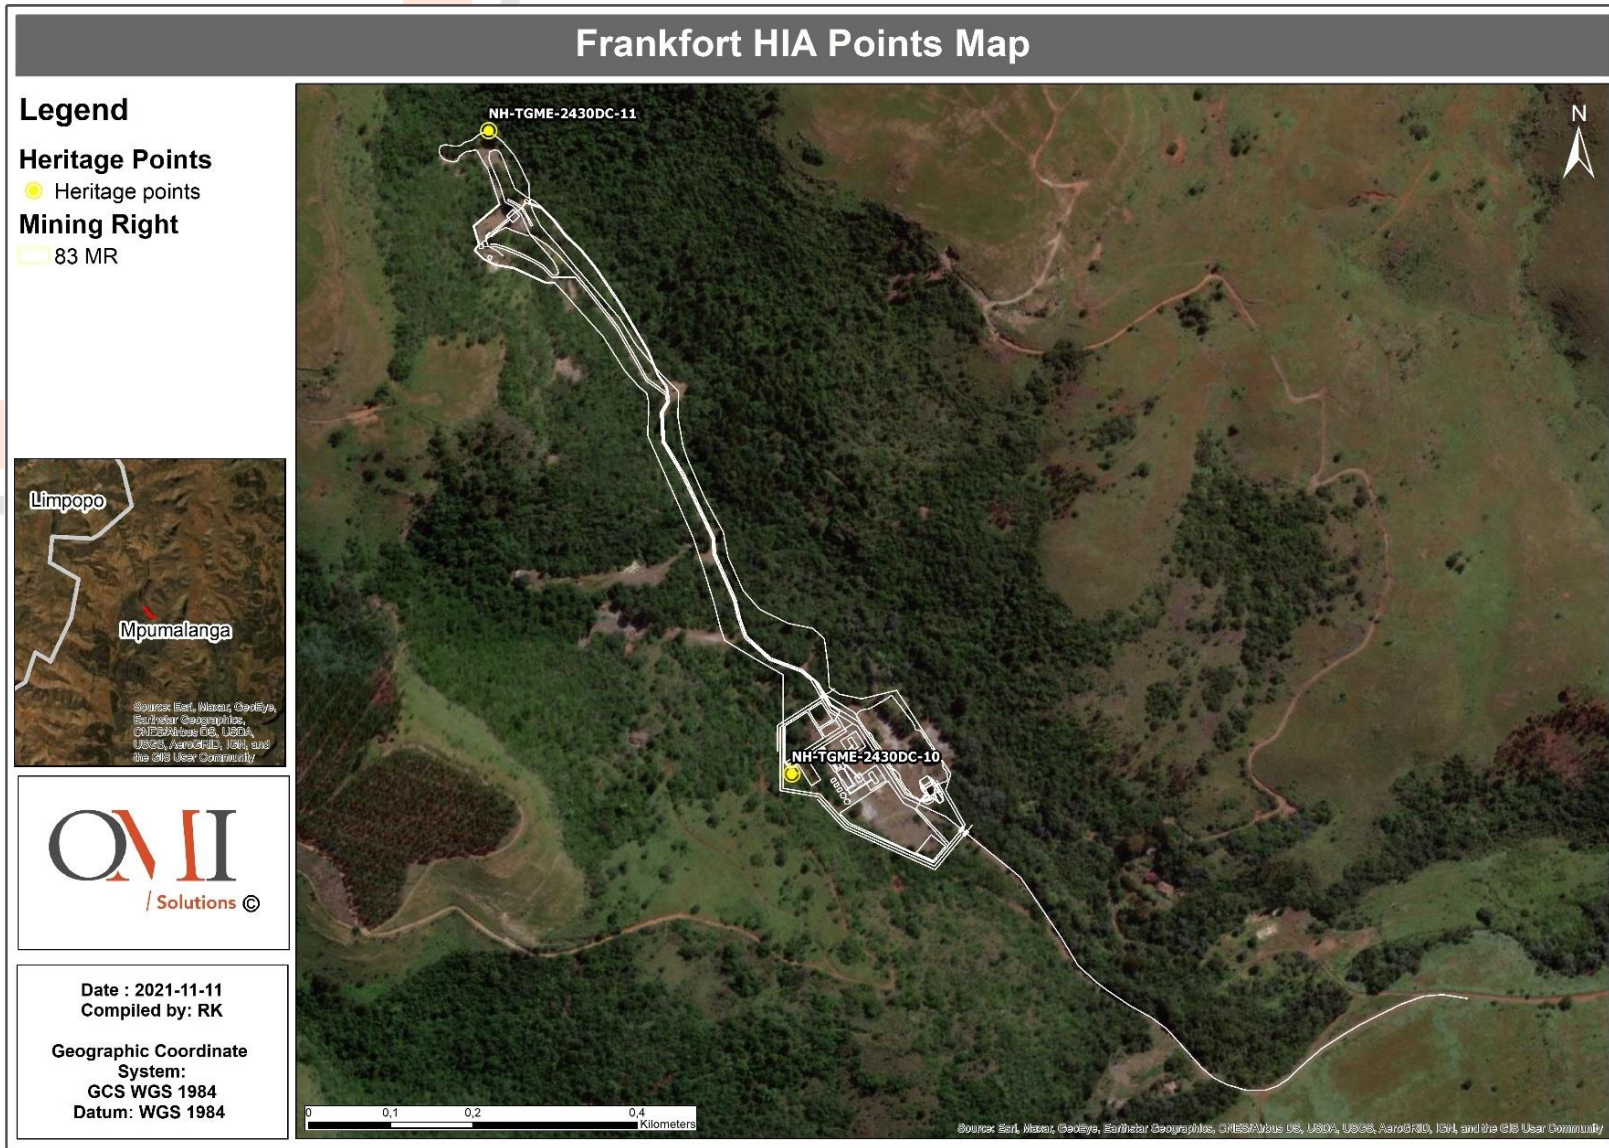 Frankfort HIA Points Map
Legend
Heritage Points
Heritage points
Mining Right
83 MR
NH-TGME-2430DC-11
N
NH-TGME-2430DC-10
Limpopo
Mpumalanga
Source: Esri, Maxar, GeoEye,
Earthstar Geographics,
CNES/Airbus DS, USDA,
USGS, AeroGRID, IGN, and
the GIS User Community
OMI
/ Solutions ©
Date : 2021-11-11
Compiled by: RK
Geographic Coordinate
System:
GCS WGS 1984
Datum: WGS 1984
0 0,1 0,2 0,4
Kilometers
Source: Esri, Maxar, GeoEye, Earthstar Geographics, CNES/Airbus DS, USDA, USGS, AeroGRID, IGN, and the GIS User Community